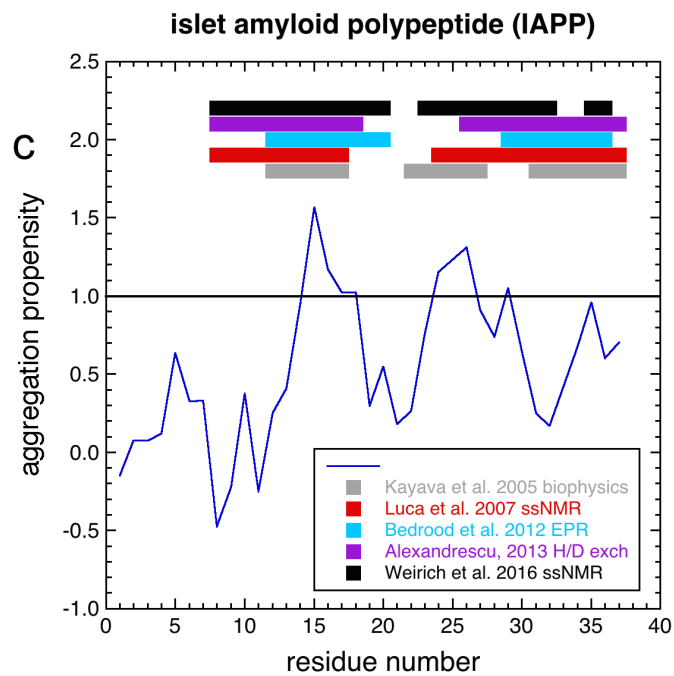 islet amyloid polypeptide (IAPP)
C
aggregation propensity
2.5
2.0
1.5
1.0
0.5
0.0
-0.5
-1.0
Kayava et al. 2005 biophysics
Luca et al. 2007 ssNMR
Bedrood et al. 2012 EPR
Alexandrescu, 2013 H/D exch
Weirich et al. 2016 ssNMR
0 5 10 15 20 25 30 35 40
residue number